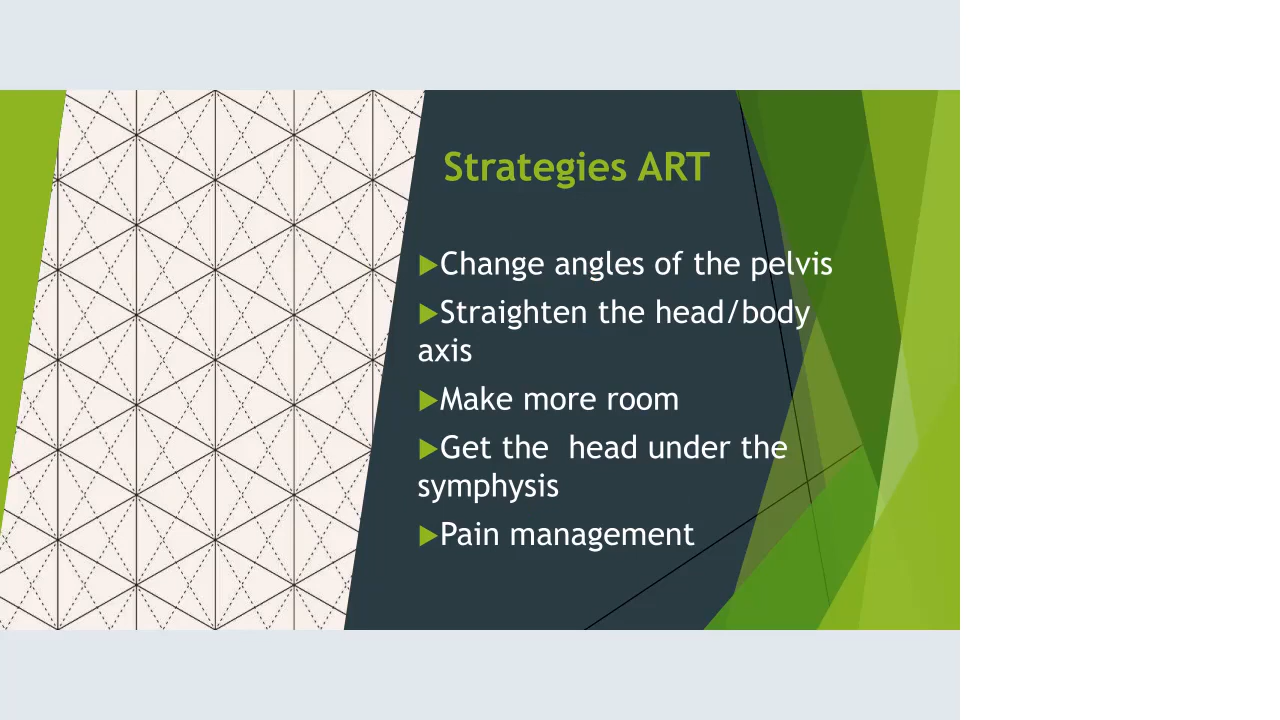 Strategies ART
Change angles of the pelvis
Straighten the head/body
axis
Make more room
Get the  head under the
symphysis
Pain management